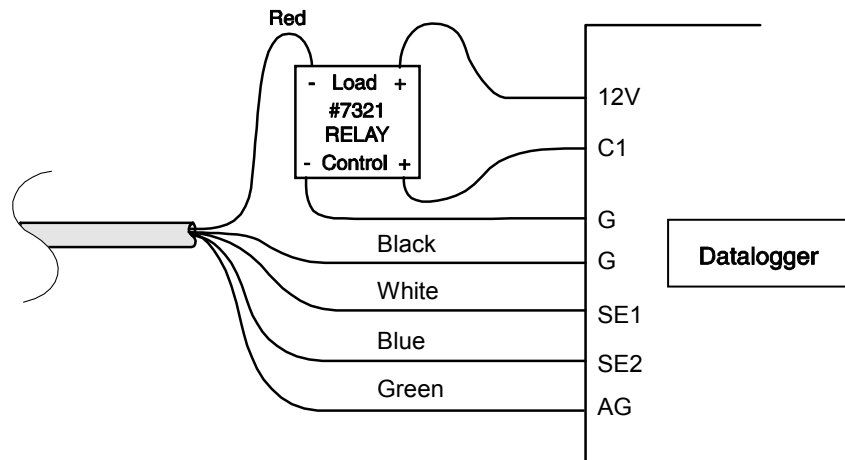 Red
- Load +
#7321
RELAY
- Control +
12V
C1
G
Black
G
White
SE1
Blue
SE2
Green
AG
Datalogger